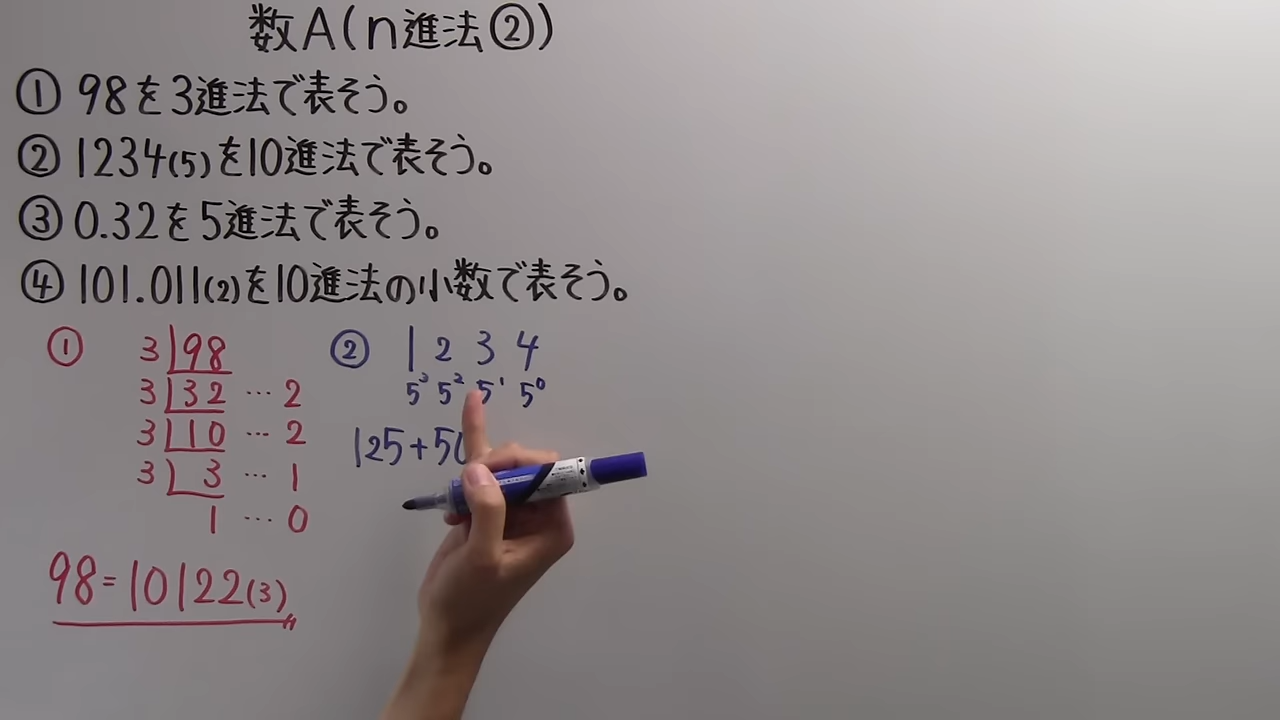 数A(n進法②)
① 98を3進法で表そう。
② 1234(5)を10進法で表そう。
③ 0.32を5進法で表そう。
④ 101.011(2)を10進法の小数で表そう。
①
3 98
3 32 … 2
3 10 … 2
3 3 … 1
1 … 0
98=10122(3)
② 1 2 3 4
5³ 5² 5¹ 5⁰
125+50